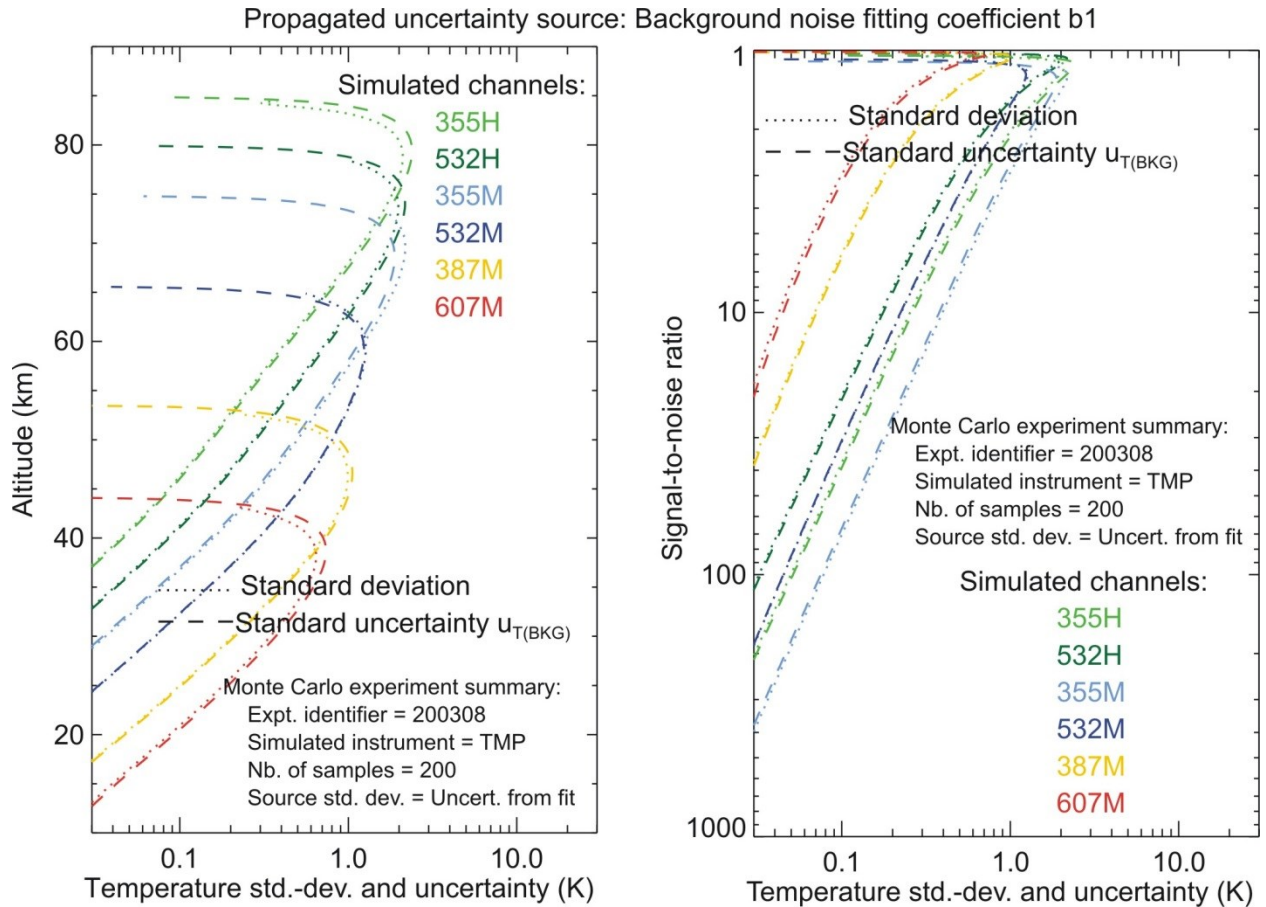 Propagated uncertainty source: Background noise fitting coefficient b1
Simulated channels:
355H
532H
355M
532M
387M
607M
80
60
40
20
Altitude (km)
Standard deviation
Standard uncertainty uT(BKG)
Monte Carlo experiment summary:
Expt. identifier = 200308
Simulated instrument = TMP
Nb. of samples = 200
Source std. dev. = Uncert. from fit
0.1 1.0 10.0
Temperature std.-dev. and uncertainty (K)
1
10
100
1000
Signal-to-noise ratio
Standard deviation
Standard uncertainty uT(BKG)
Monte Carlo experiment summary:
Expt. identifier = 200308
Simulated instrument = TMP
Nb. of samples = 200
Source std. dev. = Uncert. from fit
Simulated channels:
355H
532H
355M
532M
387M
607M
0.1 1.0 10.0
Temperature std.-dev. and uncertainty (K)